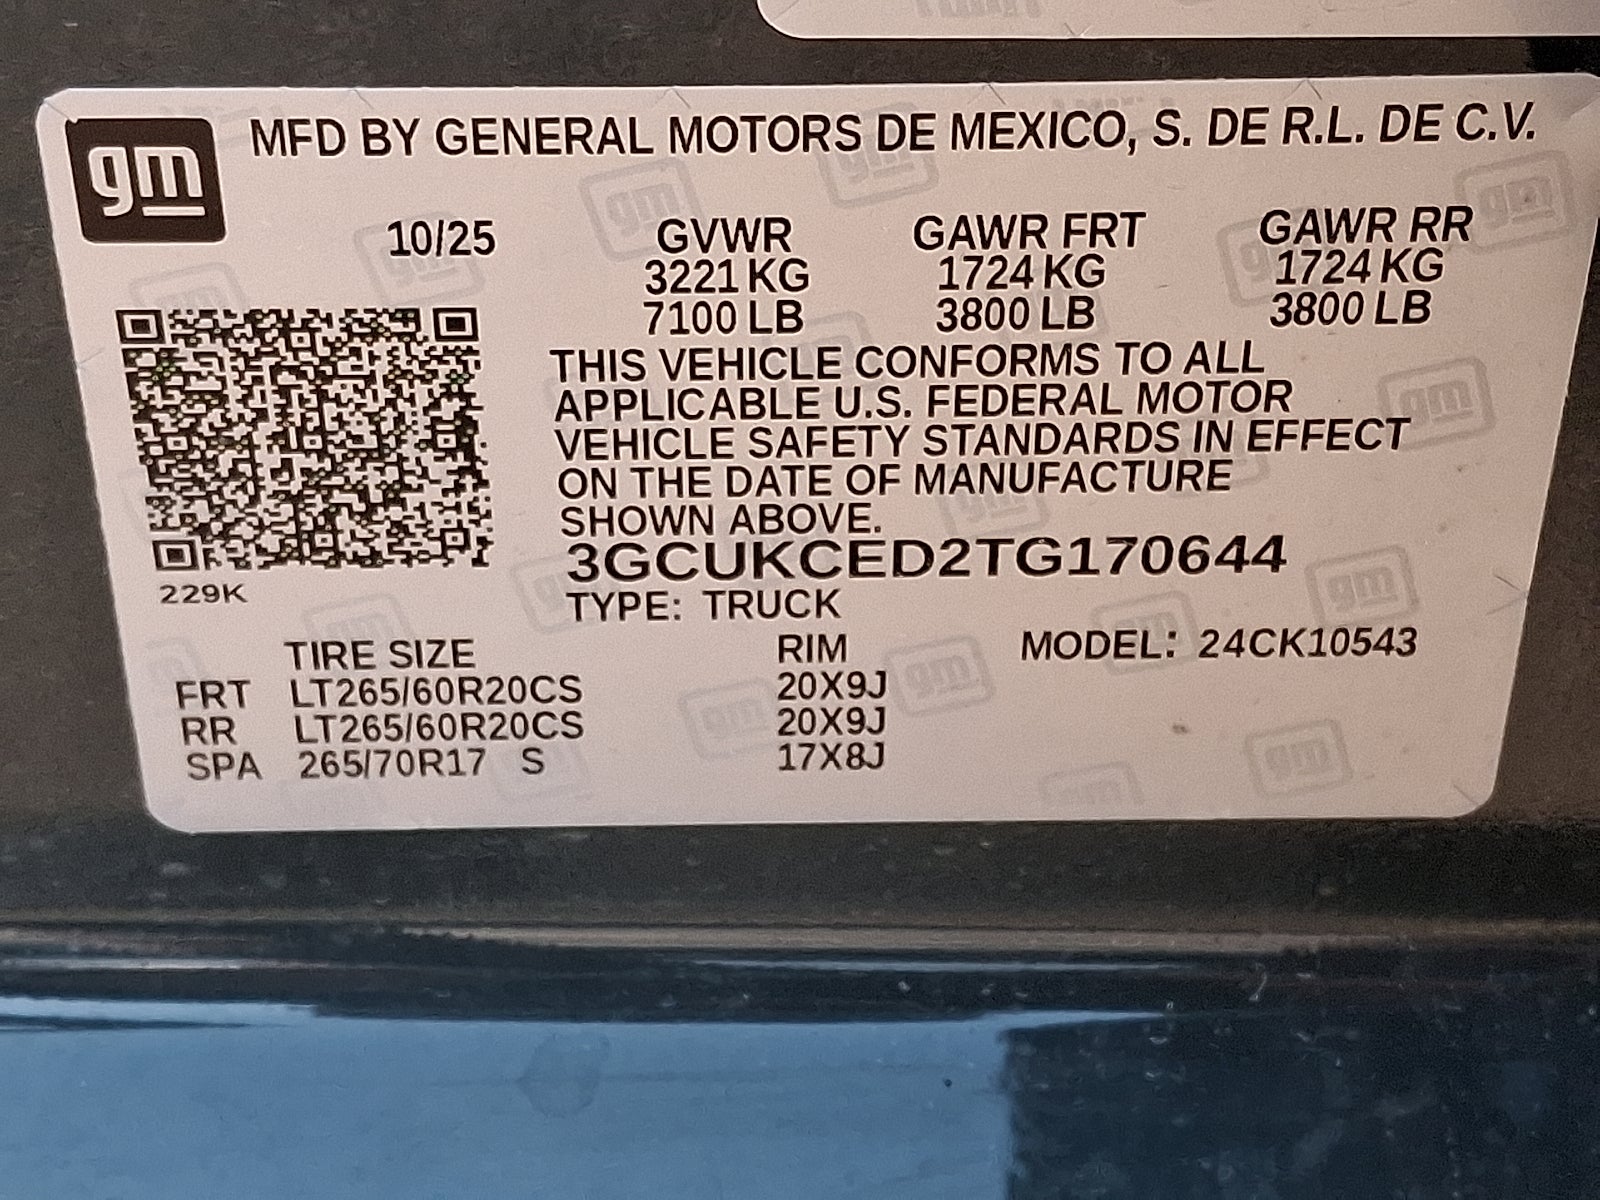 gm
MFD BY GENERAL MOTORS DE MEXICO, S. DE R.L. DE C.V.
10/25
GVWR GAWR FRT GAWR RR
3221 KG 1724 KG 1724 KG
7100 LB 3800 LB 3800 LB
THIS VEHICLE CONFORMS TO ALL
APPLICABLE U.S. FEDERAL MOTOR
VEHICLE SAFETY STANDARDS IN EFFECT
ON THE DATE OF MANUFACTURE
SHOWN ABOVE.
3GCUKCED2TG170644
229K
TYPE: TRUCK
TIRE SIZE RIM MODEL: 24CK10543
FRT LT265/60R20CS 20X9J
RR LT265/60R20CS 20X9J
SPA 265/70R17 S 17X8J